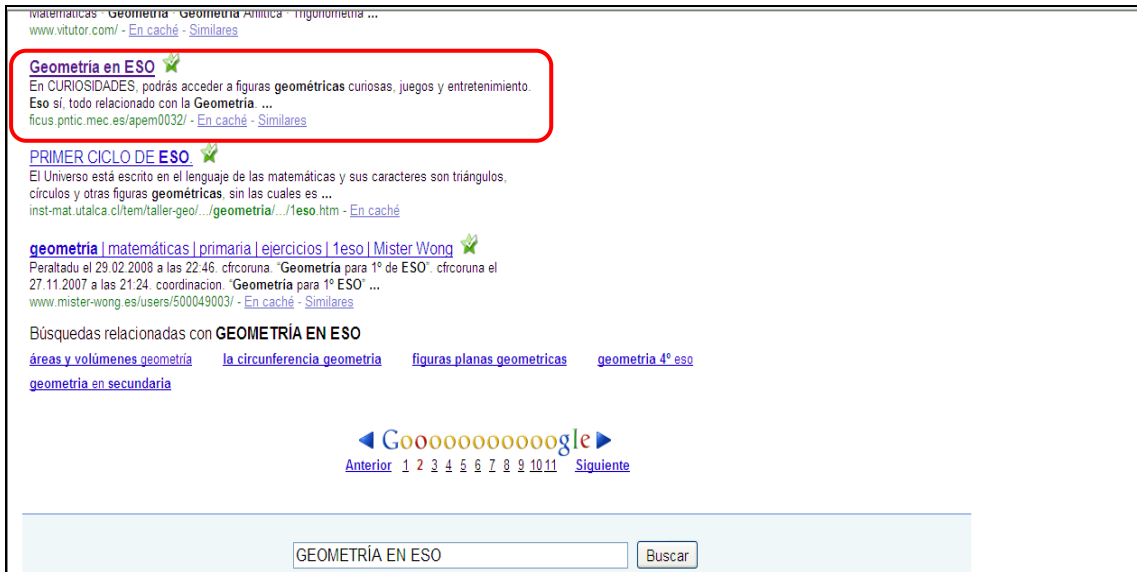 Matemáticas · Geometría · Geometría Analítica · Trigonometría ...
www.vitutor.com/ - En caché - Similares
Geometría en ESO
En CURIOSIDADES, podrás acceder a figuras geométricas curiosas, juegos y entretenimiento.
Eso sí, todo relacionado con la Geometría. ...
ficus.pntic.mec.es/apem0032/ - En caché - Similares
PRIMER CICLO DE ESO.
El Universo está escrito en el lenguaje de las matemáticas y sus caracteres son triángulos,
círculos y otras figuras geométricas, sin las cuales es ...
inst-mat.utalca.cl/tem/taller-geo/.../geometria/.../1eso.htm - En caché
geometría | matemáticas | primaria | ejercicios | 1eso | Mister Wong
Peraltadu el 29.02.2008 a las 22:46. cfrcoruna. "Geometría para 1º de ESO". cfrcoruna el
27.11.2007 a las 21:24. coordinacion. "Geometría para 1º ESO" ...
www.mister-wong.es/users/500049003/ - En caché - Similares
Búsquedas relacionadas con GEOMETRÍA EN ESO
áreas y volúmenes geometría la circunferencia geometria figuras planas geometricas geometria 4º eso
geometria en secundaria
Gooooooooooogle
Anterior 1 2 3 4 5 6 7 8 9 10 11 Siguiente
GEOMETRÍA EN ESO Buscar